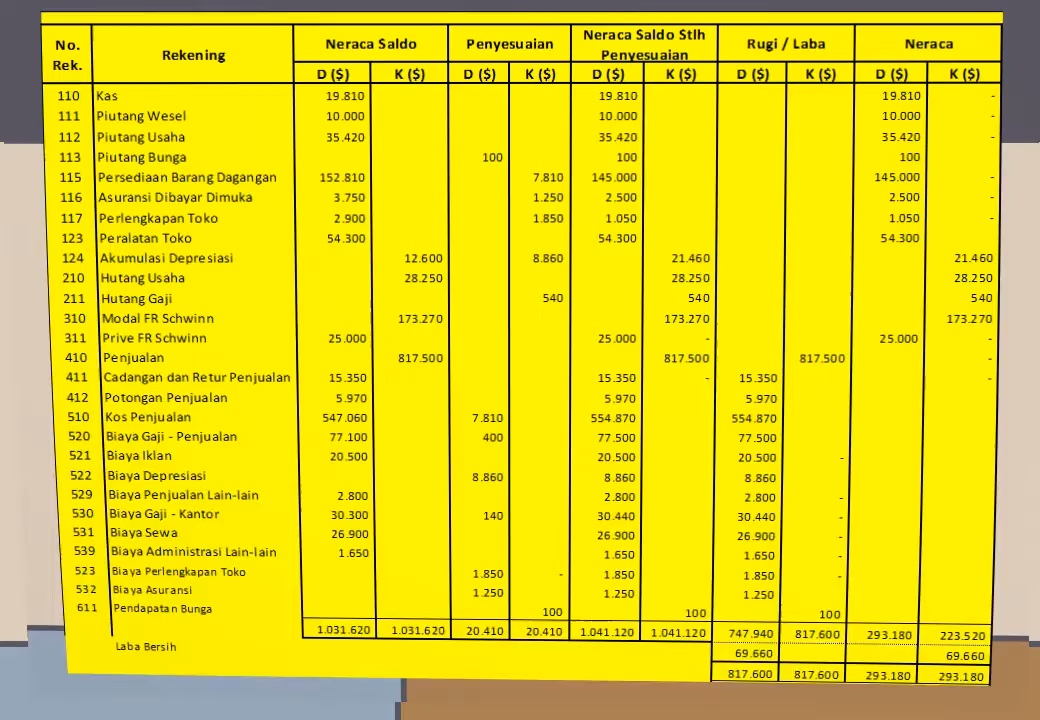 No. Rek. Rekening Neraca Saldo Penyesuaian Neraca Saldo Stlh Penyesuaian Rugi / Laba Neraca
D ($) K ($) D ($) K ($) D ($) K ($) D ($) K ($) D ($) K ($)
110 Kas 19.810 19.810 19.810 -
111 Piutang Wesel 10.000 10.000 10.000 -
112 Piutang Usaha 35.420 35.420 35.420 -
113 Piutang Bunga 100 100 100
115 Persediaan Barang Dagangan 152.810 7.810 145.000 145.000 -
116 Asuransi Dibayar Dimuka 3.750 1.250 2.500 2.500 -
117 Perlengkapan Toko 2.900 1.850 1.050 1.050 -
123 Peralatan Toko 54.300 54.300 54.300
124 Akumulasi Depresiasi 12.600 8.860 21.460 21.460
210 Hutang Usaha 28.250 28.250 28.250
211 Hutang Gaji 540 540 540
310 Modal FR Schwinn 173.270 173.270 173.270
311 Prive FR Schwinn 25.000 25.000 - 25.000 -
410 Penjualan 817.500 817.500 817.500 -
411 Cadangan dan Retur Penjualan 15.350 15.350 - 15.350 -
412 Potongan Penjualan 5.970 5.970 5.970
510 Kos Penjualan 547.060 7.810 554.870 554.870
520 Biaya Gaji - Penjualan 77.100 400 77.500 77.500
521 Biaya Iklan 20.500 20.500 20.500 -
522 Biaya Depresiasi 8.860 8.860 8.860
529 Biaya Penjualan Lain-lain 2.800 2.800 2.800 -
530 Biaya Gaji - Kantor 30.300 140 30.440 30.440 -
531 Biaya Sewa 26.900 26.900 26.900 -
539 Biaya Administrasi Lain-lain 1.650 1.650 1.650 -
523 Biaya Perlengkapan Toko 1.850 - 1.850 1.850 -
532 Biaya Asuransi 1.250 1.250 1.250
611 Pendapatan Bunga 100 100 100
1.031.620 1.031.620 20.410 20.410 1.041.120 1.041.120 747.940 817.600 293.180 223.520
Laba Bersih 69.660 69.660
817.600 817.600 293.180 293.180